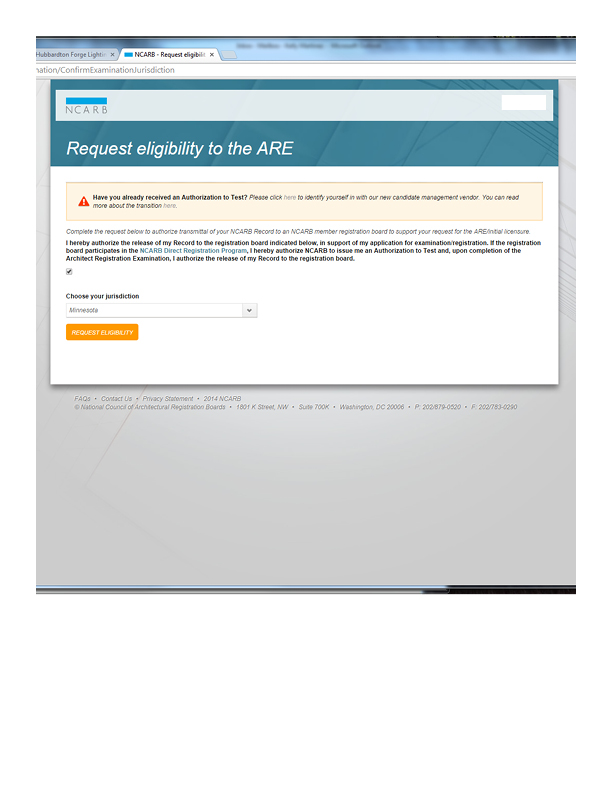 Hubbardton Forge Lightin
NCARB - Request eligibili
nation/ConfirmExaminationJurisdiction
NCARB
Request eligibility to the ARE
Have you already received an Authorization to Test? Please click here to identify yourself in with our new candidate management vendor. You can read
more about the transition here.
Complete the request below to authorize transmittal of your NCARB Record to an NCARB member registration board to support your request for the ARE/initial licensure.
I hereby authorize the release of my Record to the registration board indicated below, in support of my application for examination/registration. If the registration
board participates in the NCARB Direct Registration Program, I hereby authorize NCARB to issue me an Authorization to Test and, upon completion of the
Architect Registration Examination, I authorize the release of my Record to the registration board.
Choose your jurisdiction
Minnesota
REQUEST ELIGIBILITY
FAQs • Contact Us • Privacy Statement • 2014 NCARB
© National Council of Architectural Registration Boards • 1801 K Street, NW • Suite 700K • Washington, DC 20006 • P: 202/879-0520 • F: 202/783-0290